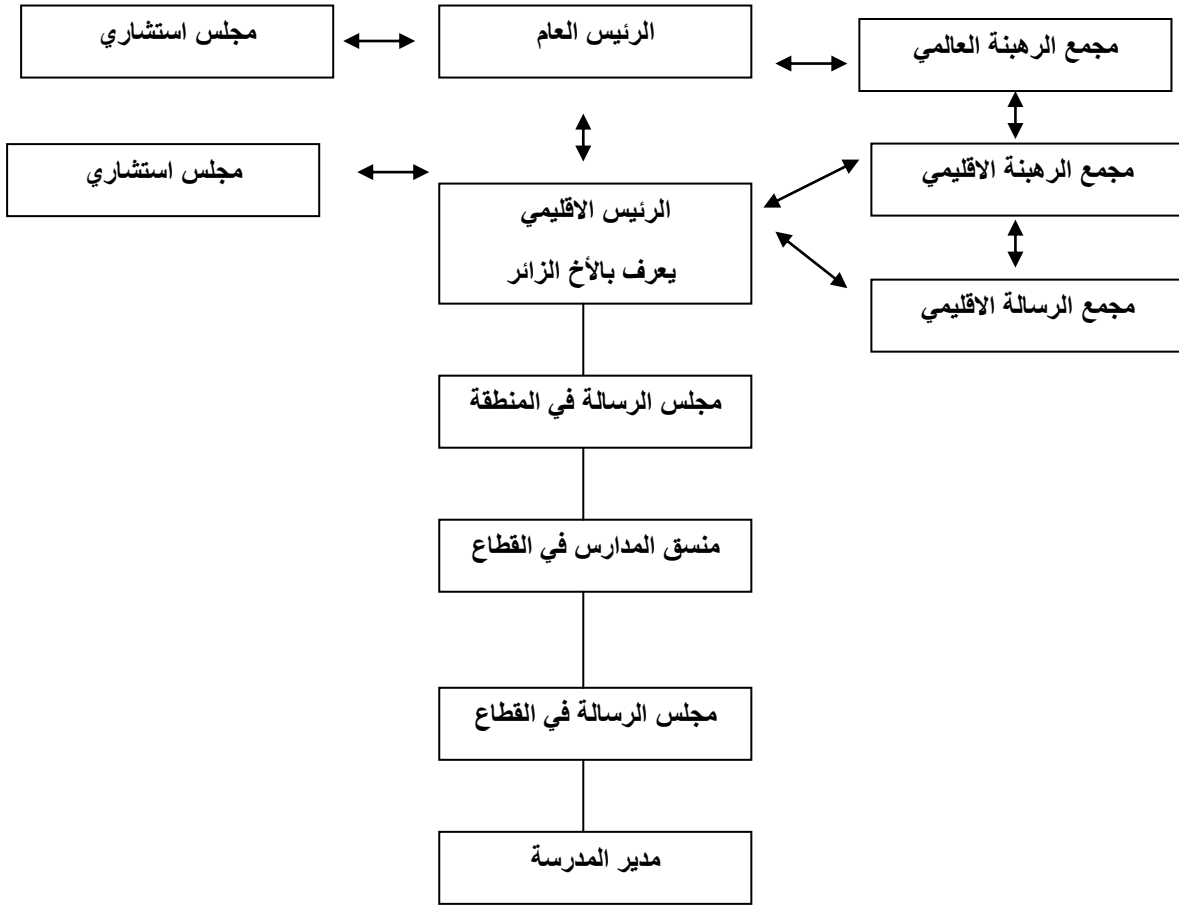 مجمع الرهبنة العالمي
الرئيس العام
مجلس استشاري
مجمع الرهبنة الاقليمي
مجلس استشاري
الرئيس الاقليمي
يعرف بالأخ الزائر
مجمع الرسالة الاقليمي
مجلس الرسالة في المنطقة
منسق المدارس في القطاع
مجلس الرسالة في القطاع
مدير المدرسة